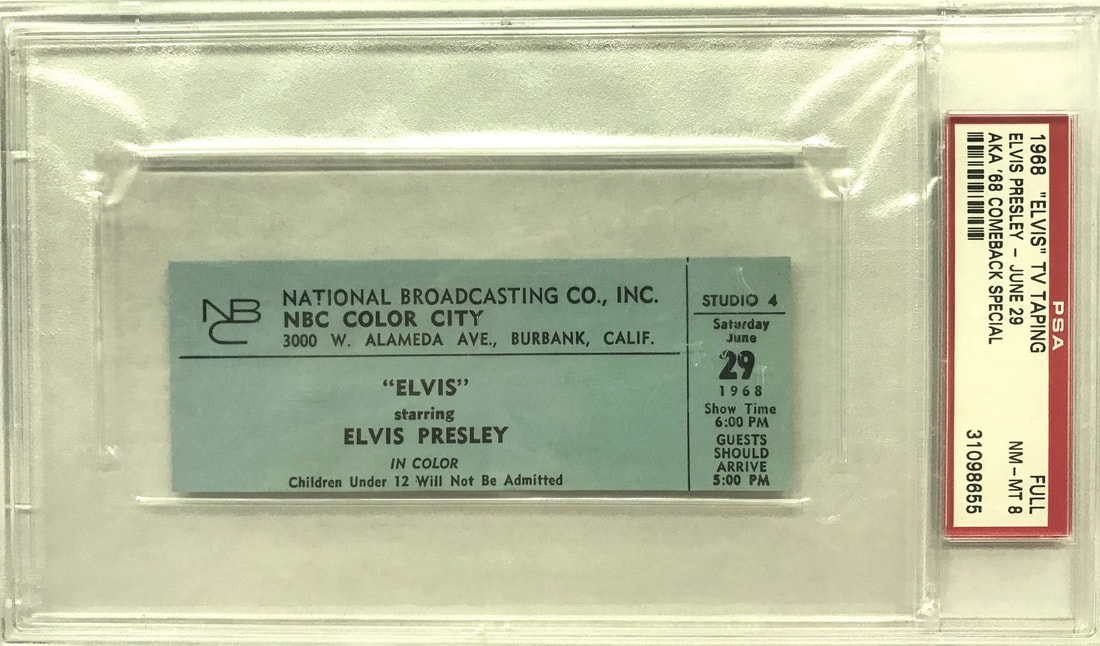 NBC
NATIONAL BROADCASTING CO., INC.
NBC COLOR CITY
3000 W. ALAMEDA AVE., BURBANK, CALIF.
"ELVIS"
starring
ELVIS PRESLEY
IN COLOR
Children Under 12 Will Not Be Admitted
STUDIO 4
Saturday
June
29
1968
Show Time
6:00 PM
GUESTS
SHOULD
ARRIVE
5:00 PM
PSA
1968 "ELVIS" TV TAPING FULL
ELVIS PRESLEY - JUNE 29 NM-MT 8
AKA '68 COMEBACK SPECIAL
31098655